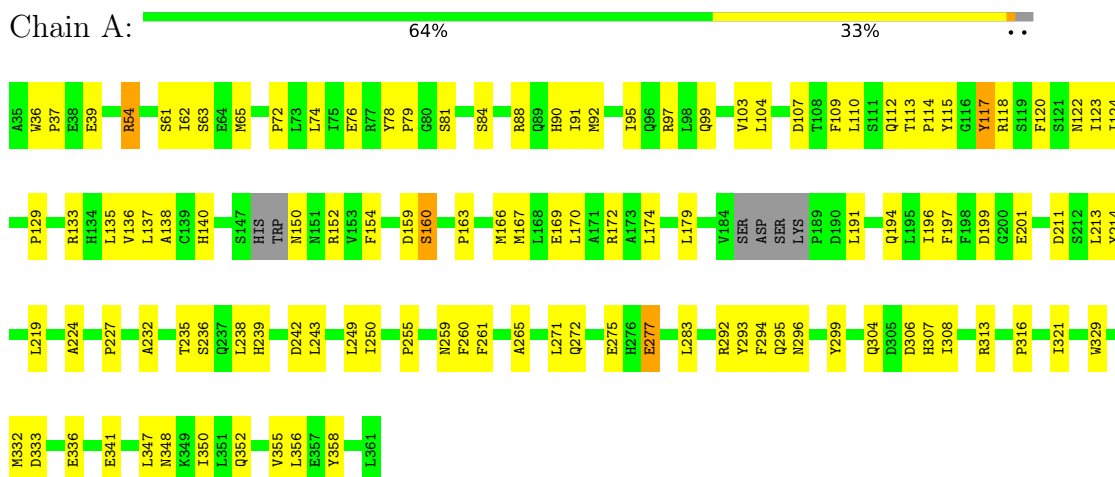 Chain A:
64% 33% • •
A35 W36 P37 E38 E39 R54 S61 I62 S63 E64 M65 P72 L73 L74 I75 E76 R77 Y78 P79 G80 S81 S84 R88 Q89 H90 I91 M92 I95 Q96 R97 L98 Q99 V103 L104 D107 T108 F109 L110 S111 Q112 T113 P114 Y115 G116 Y117 R118 S119 F120 S121 N122 I123
P129 R133 H134 L135 V136 L137 A138 C139 H140 S147 HIS TRP N150 N151 R152 V153 F154 D159 S160 P163 M166 M167 L168 E169 L170 A171 R172 A173 L174 L179 V184 SER ASP SER LYS P189 D190 L191 Q194 L195 I196 F197 F198 D199 G200 E201 D211 S212 L213
L219 A224 P227 A232 T235 S236 Q237 L238 H239 D242 L243 L249 I250 P255 N259 F260 F261 A265 L271 Q272 E275 H276 E277 L283 R292 Y293 F294 Q295 N296 Y299 Q304 D305 D306 H307 I308 R313 P316 I321 W329
M332 D333 E336 E341 L347 N348 K349 I350 L351 Q352 V355 L356 E357 Y358 L361